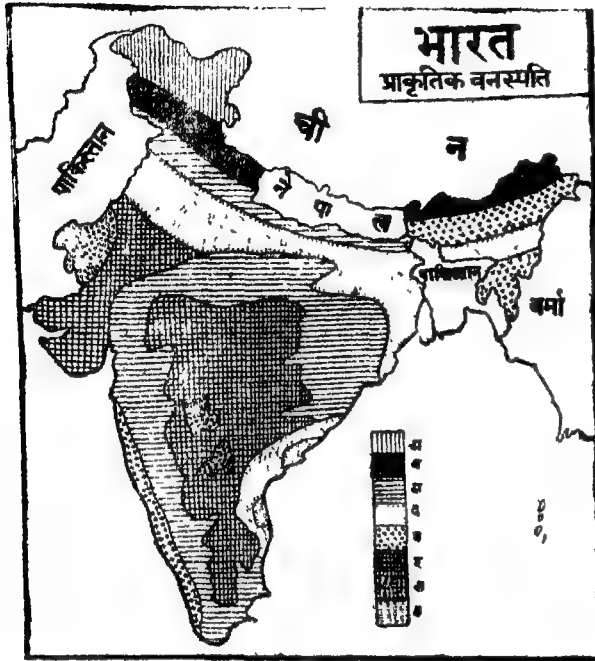 भारत
प्राकृतिक वनस्पति
ची न
पाकिस्तान
नेपाल
पाकिस्तान
बर्मा